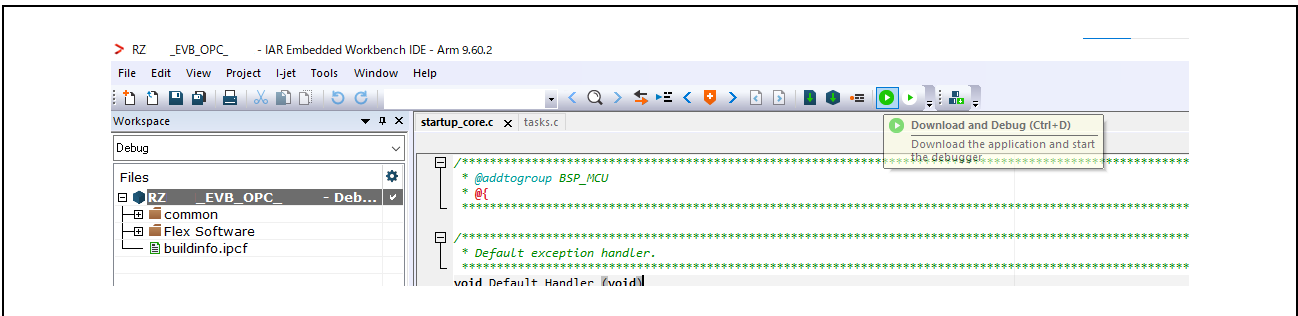 RZ _EVB_OPC_ - IAR Embedded Workbench IDE - Arm 9.60.2
File Edit View Project I-jet Tools Window Help
Workspace
startup_core.c tasks.c
Debug
Download and Debug (Ctrl+D)
Download the application and start
the debugger
Files
RZ _EVB_OPC_ - Deb...
common
Flex Software
buildinfo.ipcf
/*******************************************************************************************************************
* @addtogroup BSP_MCU
* @{
*******************************************************************************************************************
/*******************************************************************************************************************
* Default exception handler.
*******************************************************************************************************************
void Default_Handler (void)